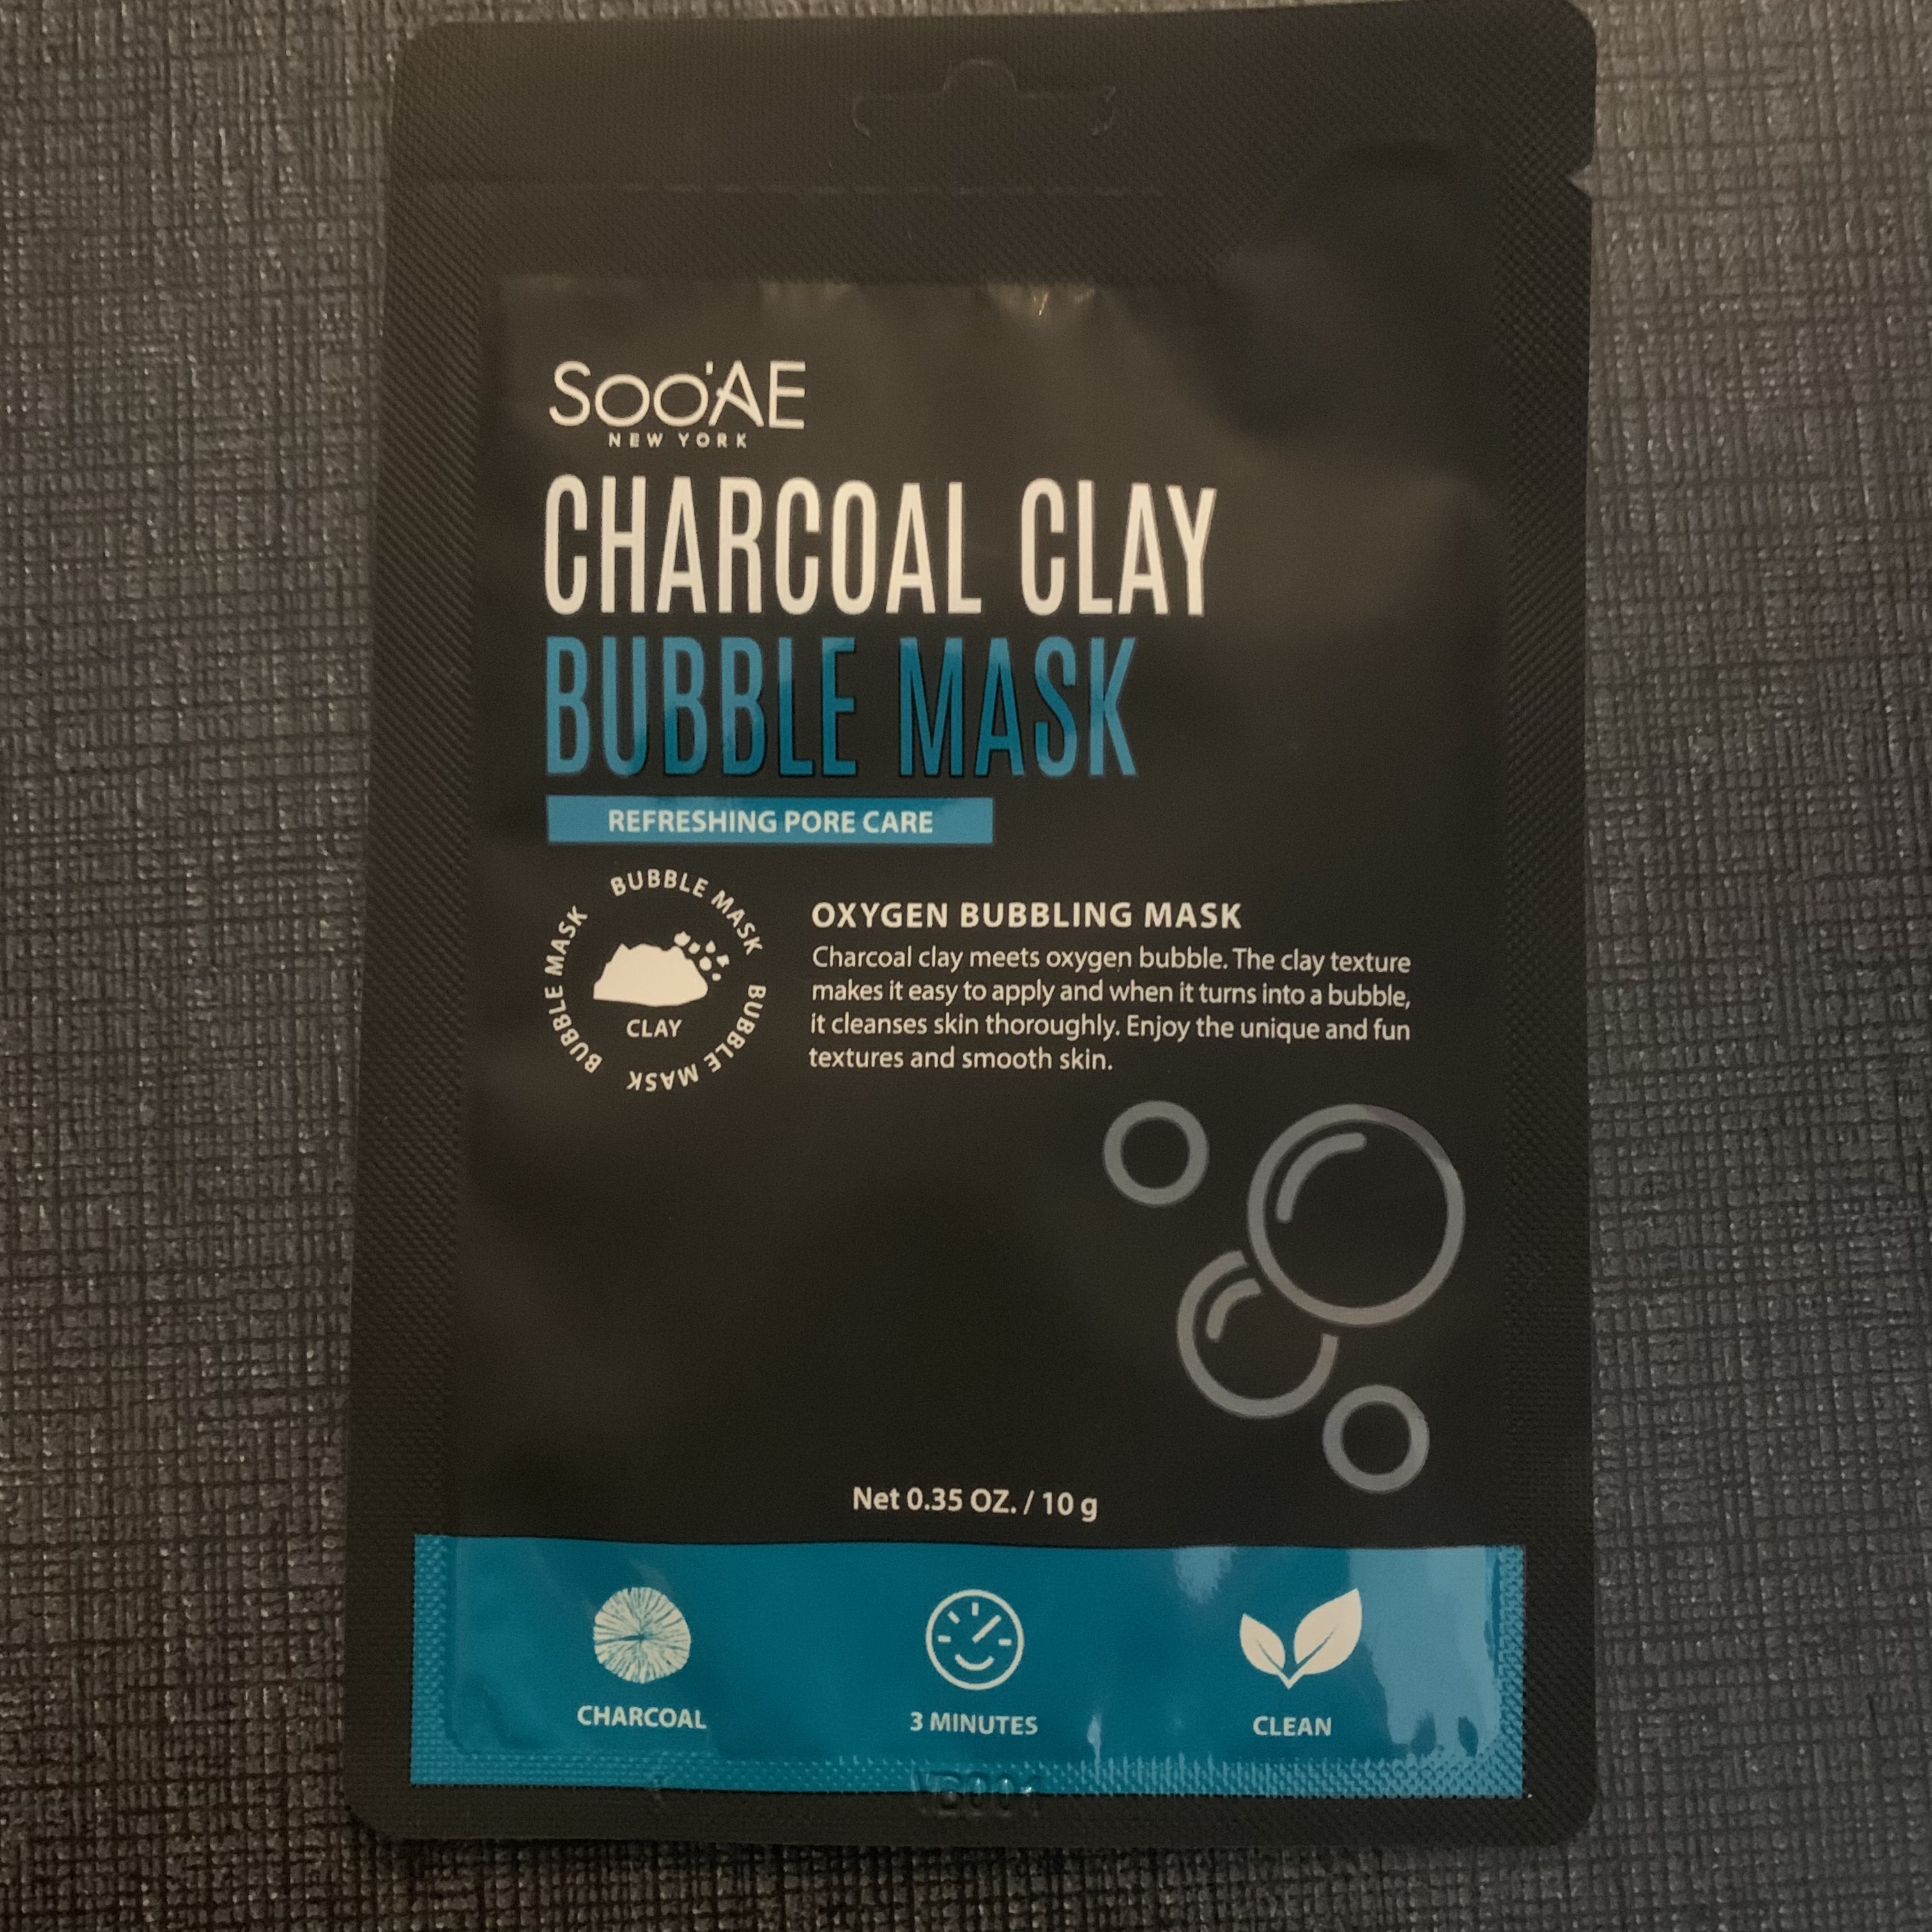 Soo'AE
NEW YORK
CHARCOAL CLAY
BUBBLE MASK
REFRESHING PORE CARE
BUBBLE MASK BUBBLE MASK BUBBLE MASK
CLAY
OXYGEN BUBBLING MASK
Charcoal clay meets oxygen bubble. The clay texture
makes it easy to apply and when it turns into a bubble,
it cleanses skin thoroughly. Enjoy the unique and fun
textures and smooth skin.
Net 0.35 OZ. / 10 g
CHARCOAL
3 MINUTES
CLEAN